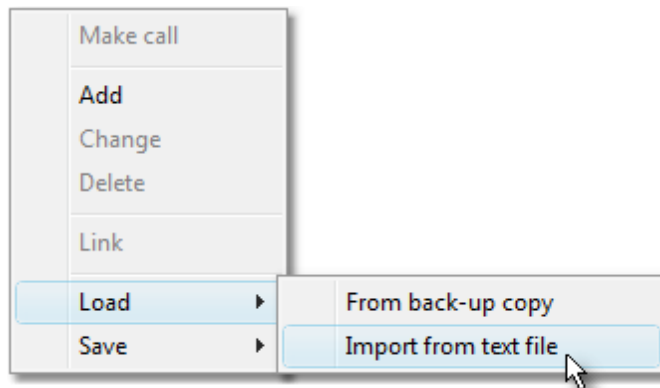 Make call
Add
Change
Delete
Link
Load
From back-up copy
Save
Import from text file